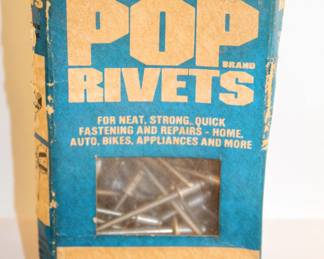 POP
BRAND
RIVETS
FOR NEAT, STRONG, QUICK
FASTENING AND REPAIRS - HOME,
AUTO, BIKES, APPLIANCES AND MORE